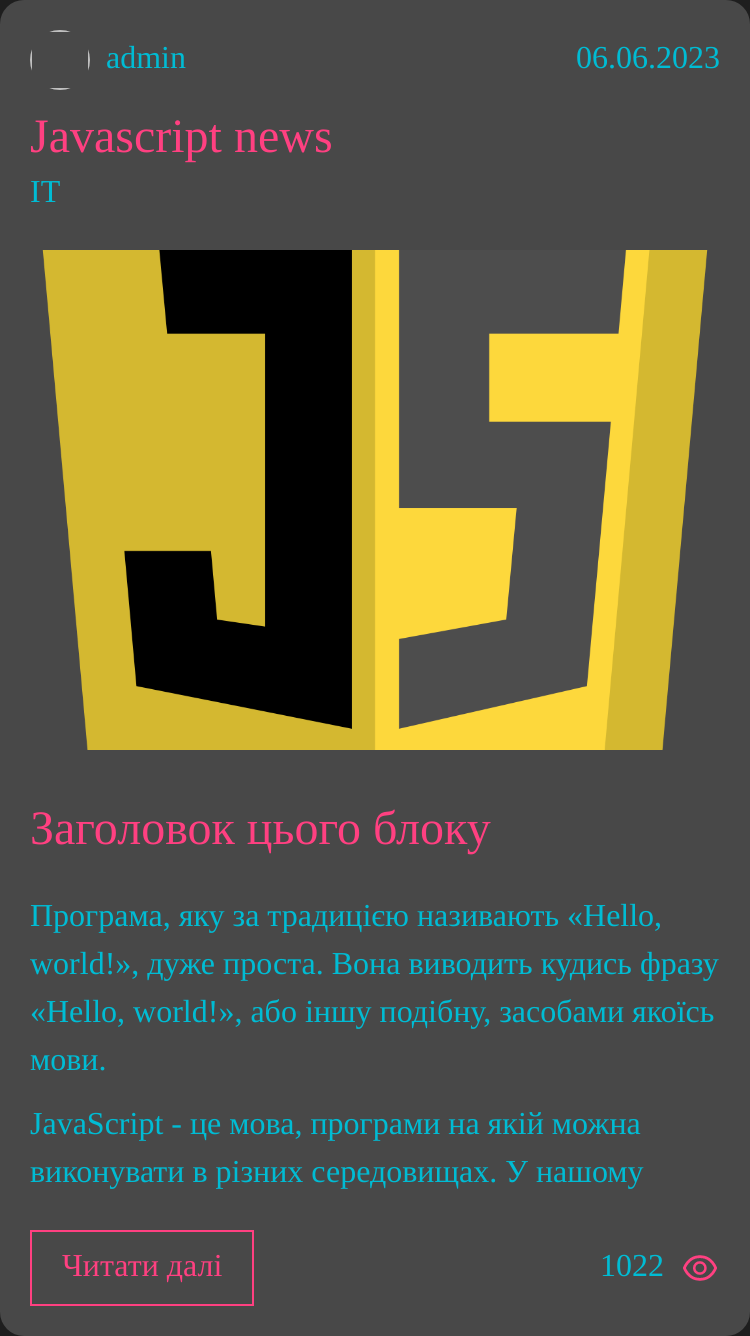 admin 06.06.2023
Javascript news
IT
JS
Заголовок цього блоку
Програма, яку за традицією називають «Hello,
world!», дуже проста. Вона виводить кудись фразу
«Hello, world!», або іншу подібну, засобами якоїсь
мови.
JavaScript - це мова, програми на якій можна
виконувати в різних середовищах. У нашому
Читати далі 1022